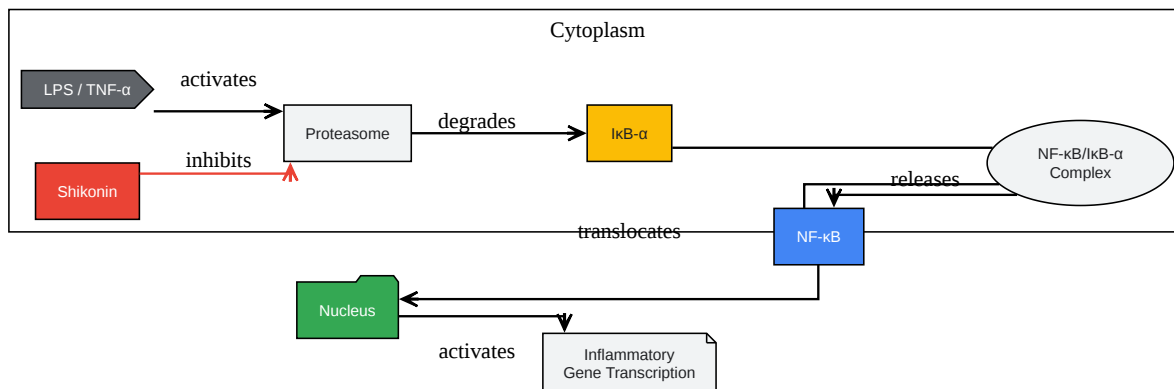 Cytoplasm
LPS / TNF-α
activates
Proteasome
degrades
IκB-α
NF-κB/IκB-α
Complex
inhibits
Shikonin
releases
translocates
NF-κB
Nucleus
activates
Inflammatory
Gene Transcription